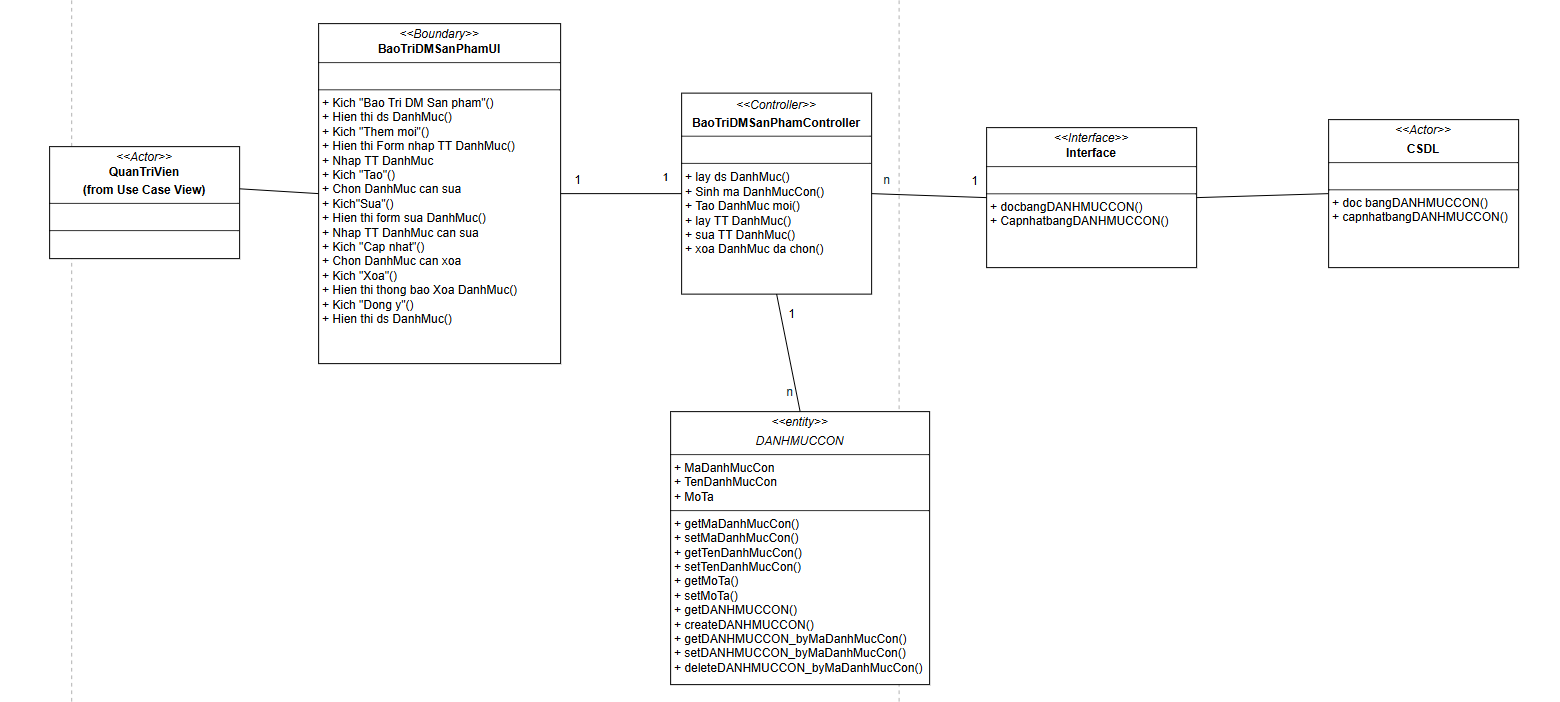 <<Actor>>
QuanTriVien
(from Use Case View)
<<Boundary>>
BaoTriDMSanPhamUI
+ Kich "Bao Tri DM San pham"()
+ Hien thi ds DanhMuc()
+ Kich "Them moi"()
+ Hien thi Form nhap TT DanhMuc()
+ Nhap TT DanhMuc
+ Kich "Tao"()
+ Chon DanhMuc can sua
+ Kich"Sua"()
+ Hien thi form sua DanhMuc()
+ Nhap TT DanhMuc can sua
+ Kich "Cap nhat"()
+ Chon DanhMuc can xoa
+ Kich "Xoa"()
+ Hien thi thong bao Xoa DanhMuc()
+ Kich "Dong y"()
+ Hien thi ds DanhMuc()
1
1
<<Controller>>
BaoTriDMSanPhamController
+ lay ds DanhMuc()
+ Sinh ma DanhMucCon()
+ Tao DanhMuc moi()
+ lay TT DanhMuc()
+ sua TT DanhMuc()
+ xoa DanhMuc da chon()
n
1
<<Interface>>
Interface
+ docbangDANHMUCCON()
+ CapnhatbangDANHMUCCON()
<<Actor>>
CSDL
+ doc bangDANHMUCCON()
+ capnhatbangDANHMUCCON()
1
n
<<entity>>
DANHMUCCON
+ MaDanhMucCon
+ TenDanhMucCon
+ MoTa
+ getMaDanhMucCon()
+ setMaDanhMucCon()
+ getTenDanhMucCon()
+ setTenDanhMucCon()
+ getMoTa()
+ setMoTa()
+ getDANHMUCCON()
+ createDANHMUCCON()
+ getDANHMUCCON_byMaDanhMucCon()
+ setDANHMUCCON_byMaDanhMucCon()
+ deleteDANHMUCCON_byMaDanhMucCon()